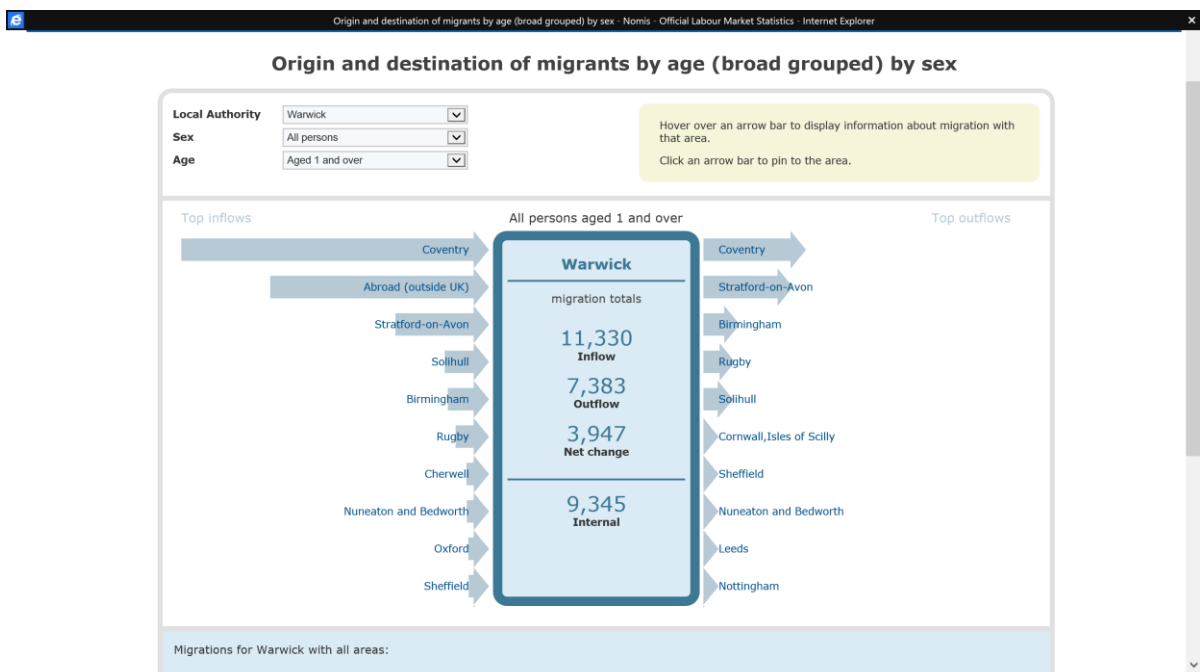 Origin and destination of migrants by age (broad grouped) by sex - Nomis - Official Labour Market Statistics - Internet Explorer
Origin and destination of migrants by age (broad grouped) by sex
Local Authority Warwick
Sex All persons
Age Aged 1 and over
Hover over an arrow bar to display information about migration with
that area.
Click an arrow bar to pin to the area.
Top inflows
All persons aged 1 and over
Top outflows
Coventry
Abroad (outside UK)
Stratford-on-Avon
Solihull
Birmingham
Rugby
Cherwell
Nuneaton and Bedworth
Oxford
Sheffield
Warwick
migration totals
11,330
Inflow
7,383
Outflow
3,947
Net change
9,345
Internal
Coventry
Stratford-on-Avon
Birmingham
Rugby
Solihull
Cornwall,Isles of Scilly
Sheffield
Nuneaton and Bedworth
Leeds
Nottingham
Migrations for Warwick with all areas: